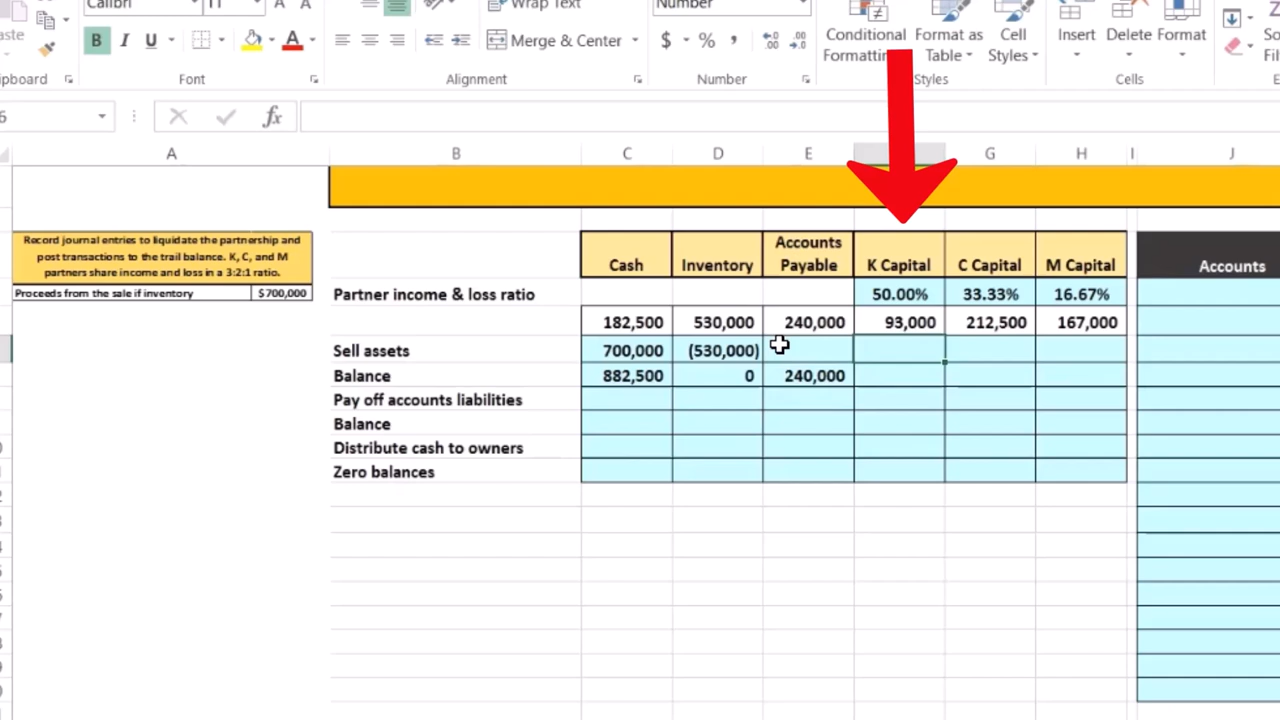 Calibri
11
Wrap Text
Number
B I U
Merge & Center
$ % ,
Conditional
Formatting
Format as
Table
Cell
Styles
Insert
Delete
Format
Font
Alignment
Number
Styles
Cells
fx
A B C D E G H I J
Record journal entries to liquidate the partnership and
post transactions to the trail balance. K, C, and M
partners share income and loss in a 3:2:1 ratio.
Proceeds from the sale if inventory $700,000
Cash Inventory Accounts Payable K Capital C Capital M Capital Accounts
Partner income & loss ratio 50.00% 33.33% 16.67%
182,500 530,000 240,000 93,000 212,500 167,000
Sell assets 700,000 (530,000)
Balance 882,500 0 240,000
Pay off accounts liabilities
Balance
Distribute cash to owners
Zero balances